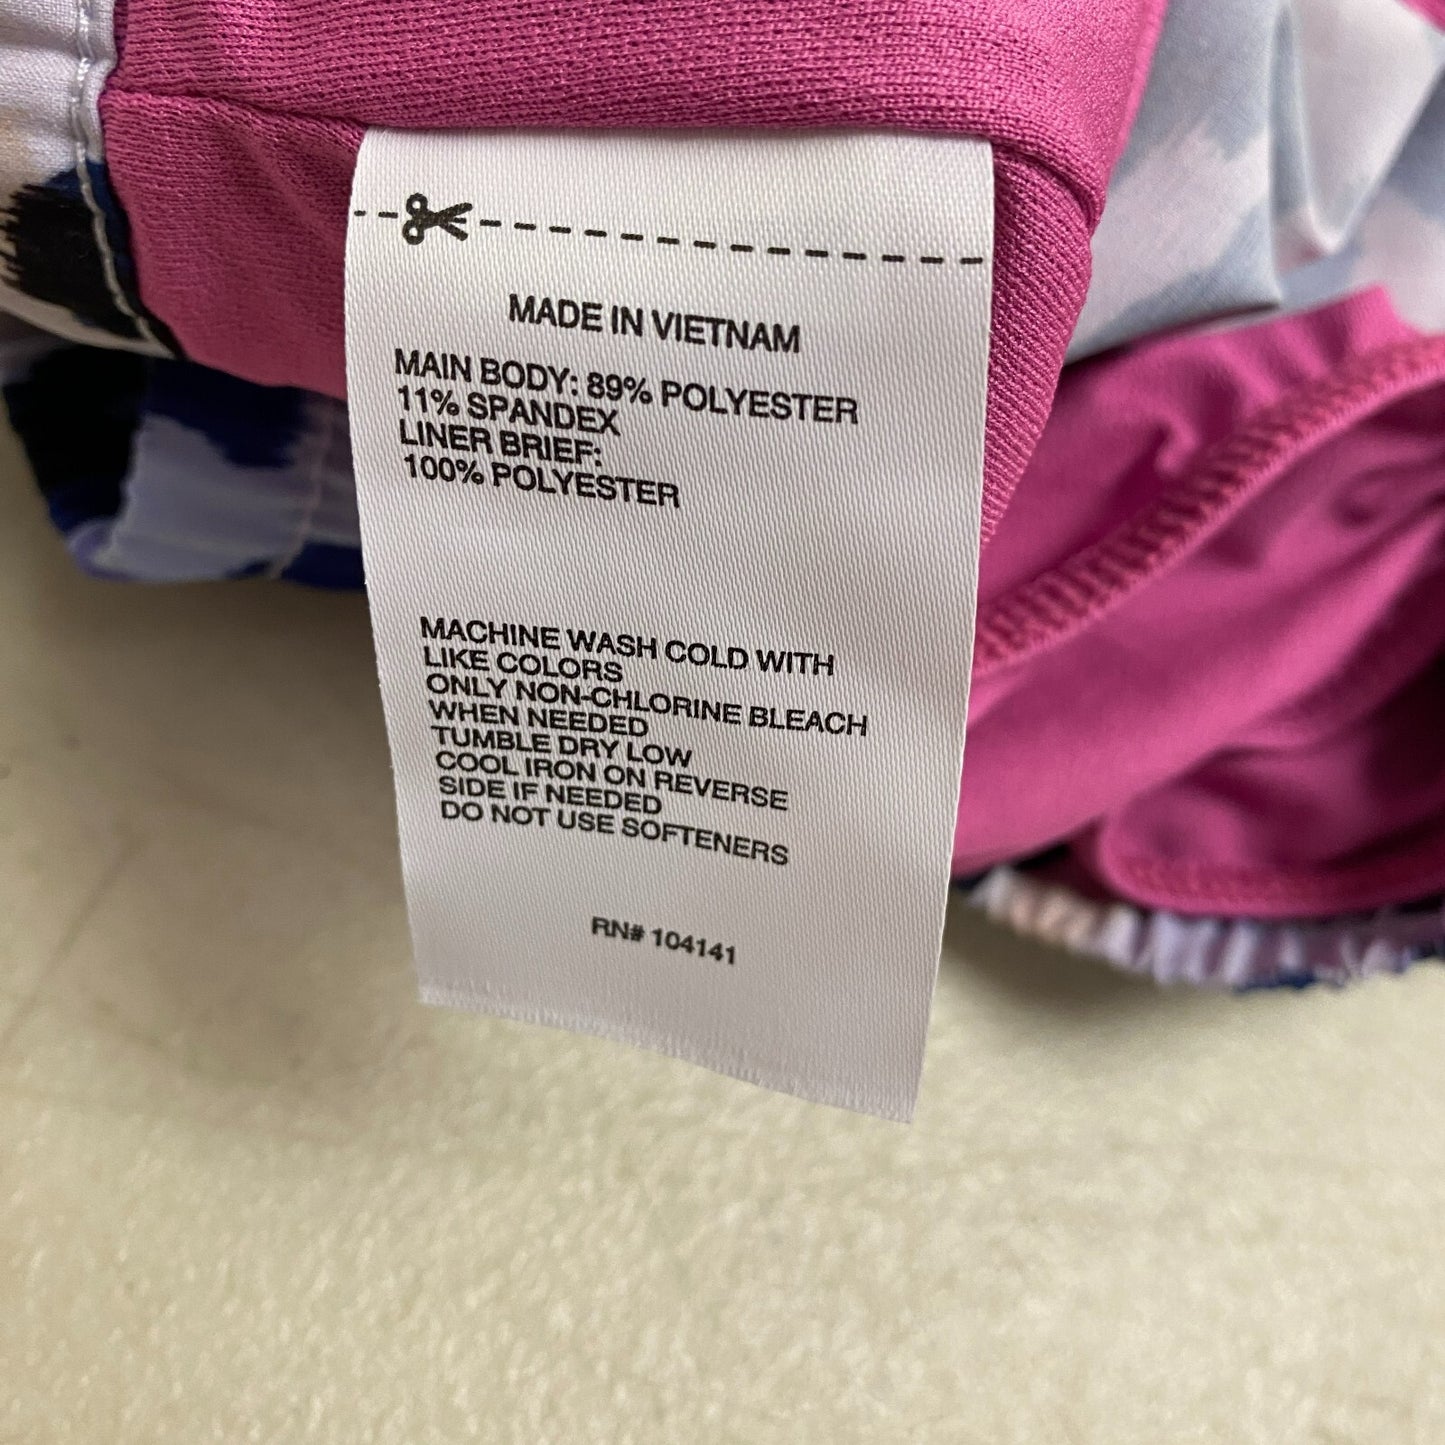 MADE IN VIETNAM
MAIN BODY: 89% POLYESTER
11% SPANDEX
LINER BRIEF:
100% POLYESTER
MACHINE WASH COLD WITH
LIKE COLORS
ONLY NON-CHLORINE BLEACH
WHEN NEEDED
TUMBLE DRY LOW
COOL IRON ON REVERSE
SIDE IF NEEDED
DO NOT USE SOFTENERS
RN# 104141